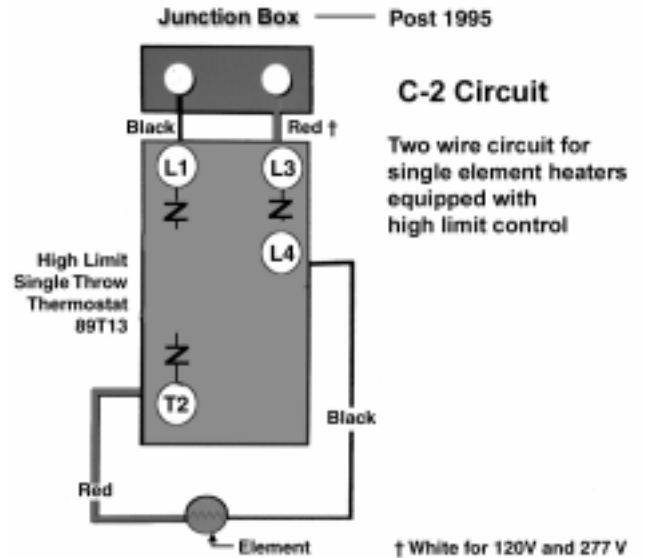 Junction Box
Post 1995
C-2 Circuit
Black
Red †
Two wire circuit for
single element heaters
equipped with
high limit control
L1
L3
L4
High Limit
Single Throw
Thermostat
89T13
T2
Black
Red
Element
† White for 120V and 277 V